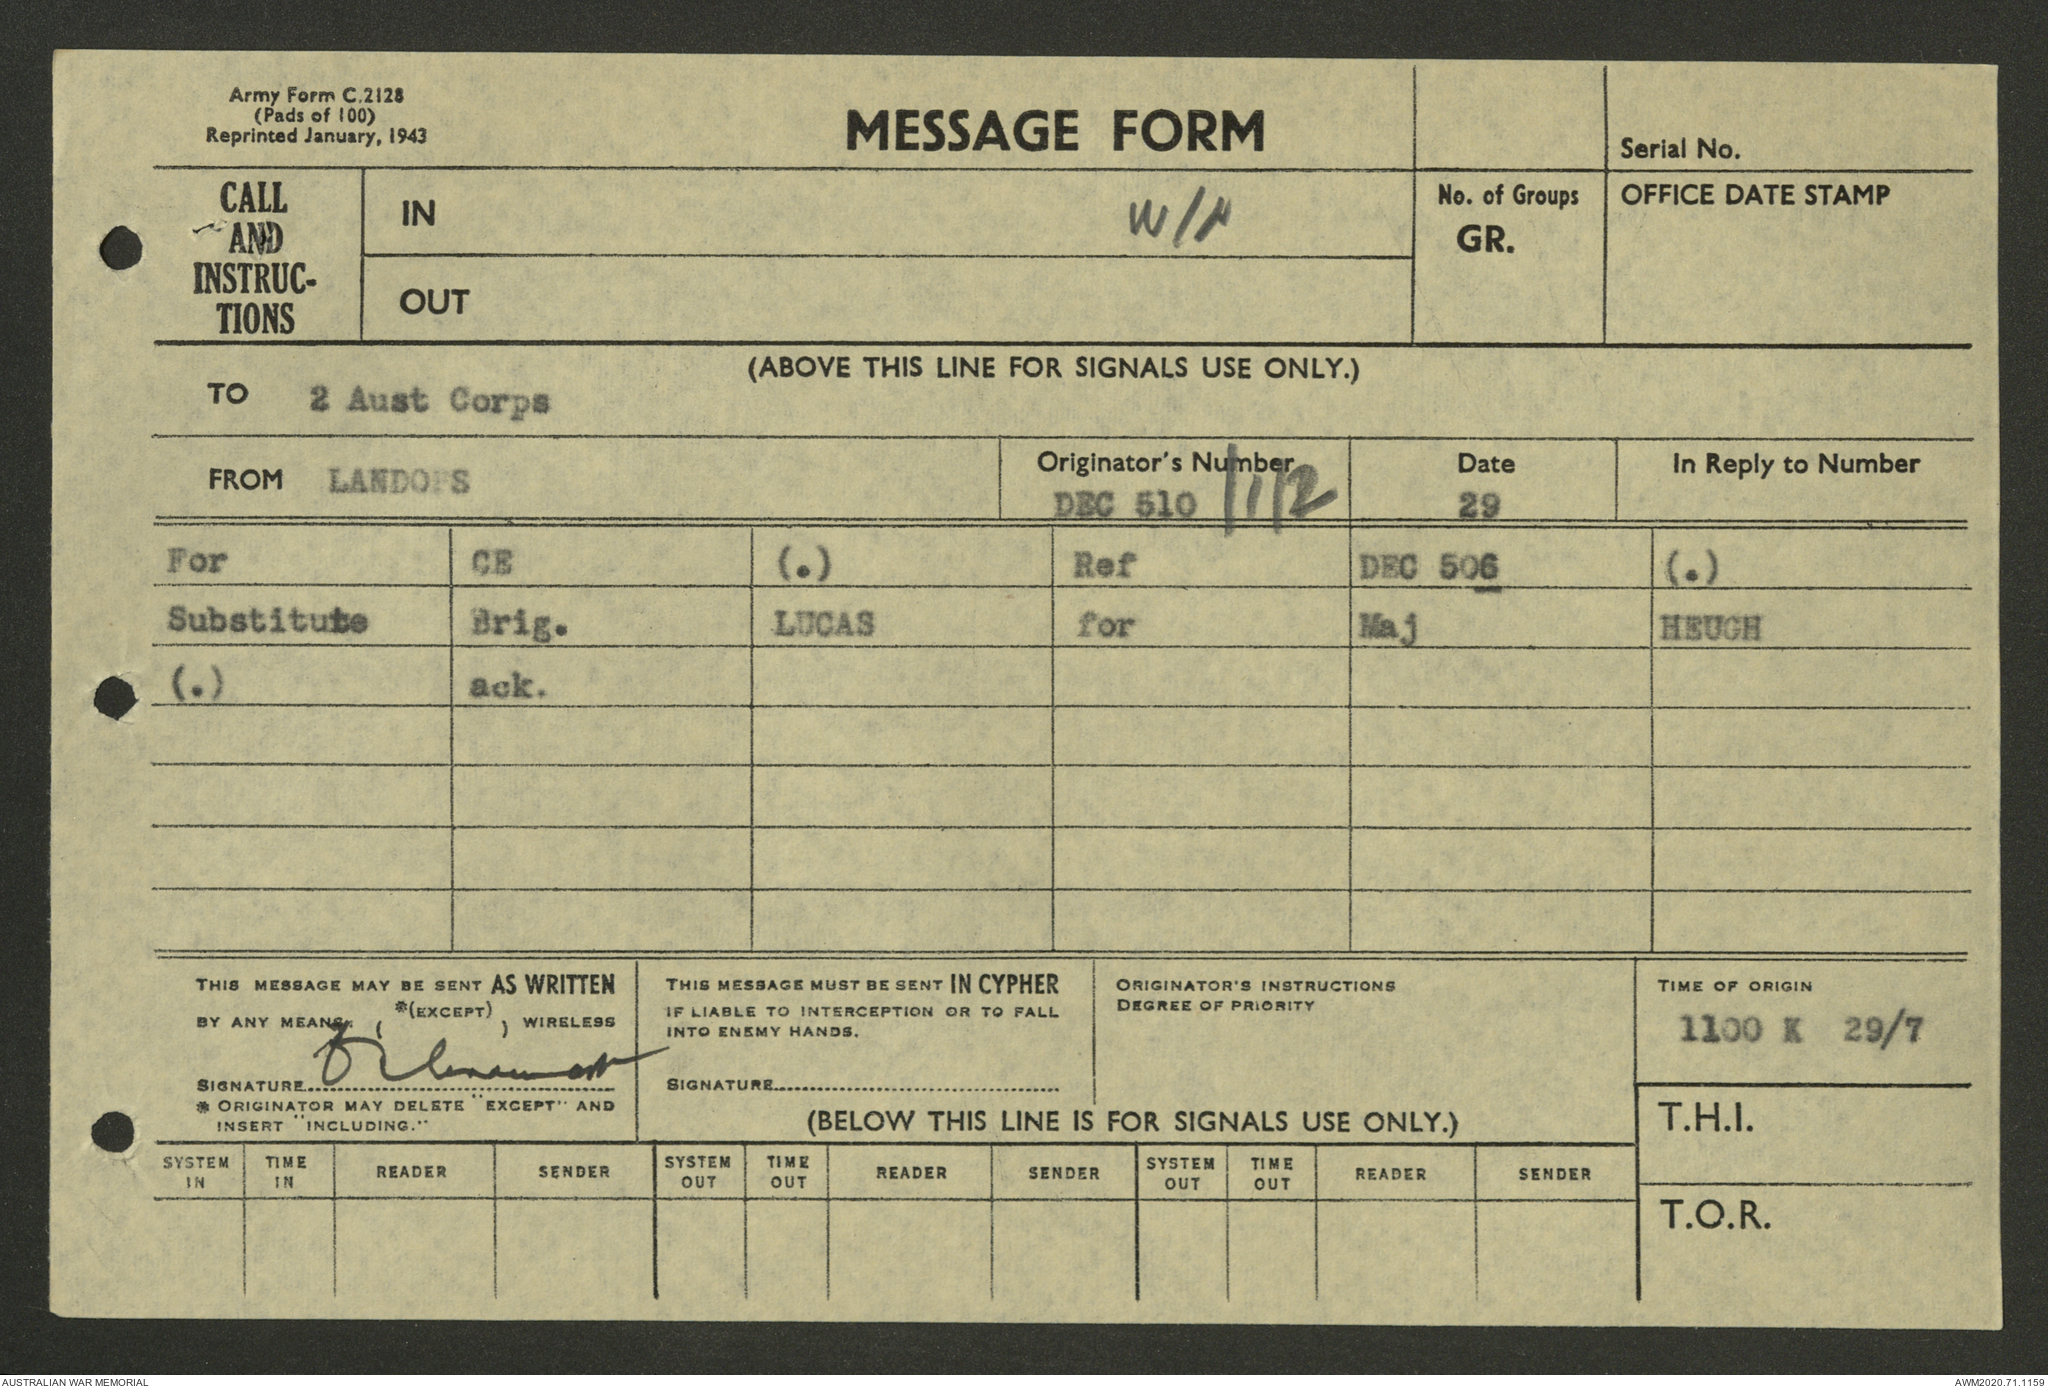 Army Form C.2128
(Pads of 100)
Reprinted January, 1943
MESSAGE FORM
Serial No.
CALL
AND
INSTRUC-
TIONS
IN
OUT
No. of Groups
GR.
OFFICE DATE STAMP
(ABOVE THIS LINE FOR SIGNALS USE ONLY.)
TO 2 Aust Corps
FROM LANDOPS
Originator's Number
DEC 510 /1/2
Date
29
In Reply to Number
For CE (.) Ref DEC 506 (.)
Substitute Brig. LUCAS for Maj HEUGH
(.) ack.
THIS MESSAGE MAY BE SENT AS WRITTEN
BY ANY MEANS. ( *(EXCEPT) ) WIRELESS
SIGNATURE
* ORIGINATOR MAY DELETE "EXCEPT" AND
INSERT "INCLUDING."
THIS MESSAGE MUST BE SENT IN CYPHER
IF LIABLE TO INTERCEPTION OR TO FALL
INTO ENEMY HANDS.
SIGNATURE
ORIGINATOR'S INSTRUCTIONS
DEGREE OF PRIORITY
TIME OF ORIGIN
1100 K 29/7
(BELOW THIS LINE IS FOR SIGNALS USE ONLY.)
T.H.I.
SYSTEM IN TIME IN READER SENDER SYSTEM OUT TIME OUT READER SENDER SYSTEM OUT TIME OUT READER SENDER
T.O.R.
AUSTRALIAN WAR MEMORIAL
AWM2020.71.1159